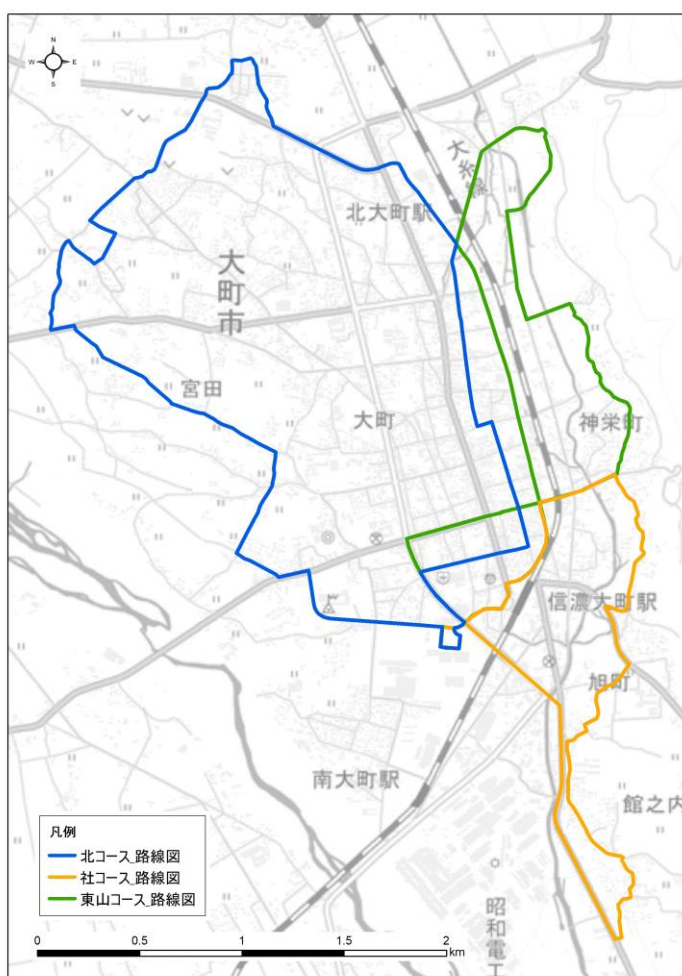 N
W E
S
大糸線
北大町駅
大町市
宮田
大町
神栄町
信濃大町駅
旭町
南大町駅
館之内
昭和電工
凡例
北コース_路線図
社コース_路線図
東山コース_路線図
0 0.5 1 1.5 2
km